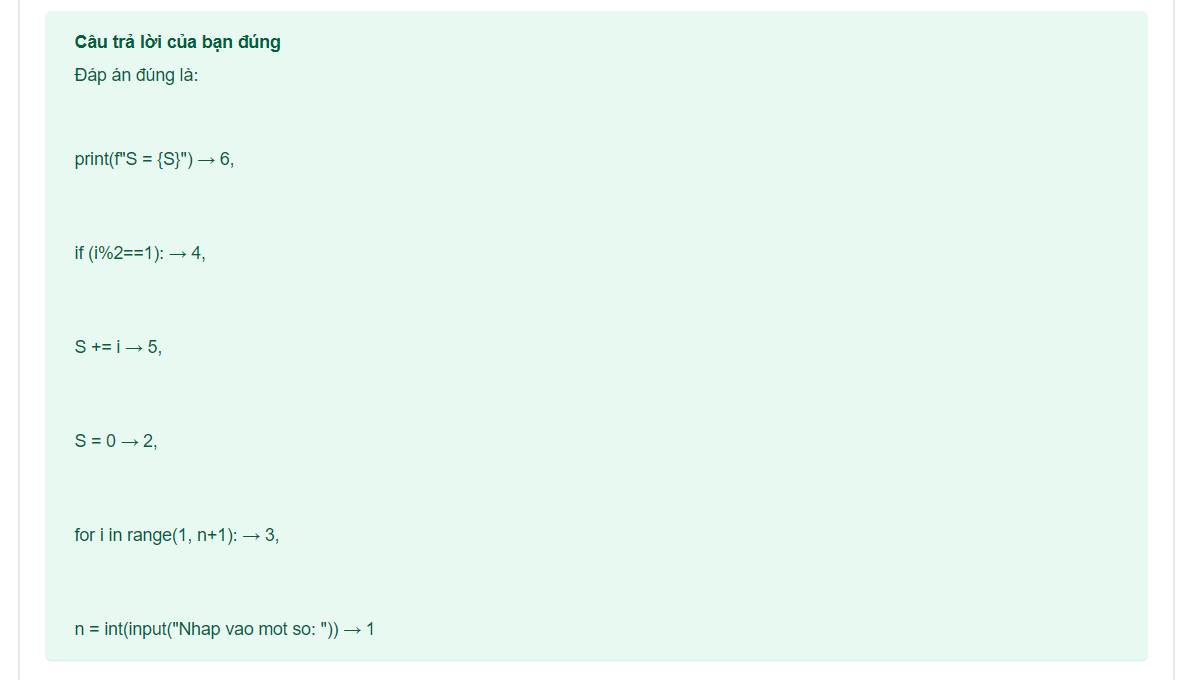 Câu trả lời của bạn đúng
Đáp án đúng là:
print(f"S = {S}") → 6,
if (i%2==1): → 4,
S += i → 5,
S = 0 → 2,
for i in range(1, n+1): → 3,
n = int(input("Nhap vao mot so: ")) → 1